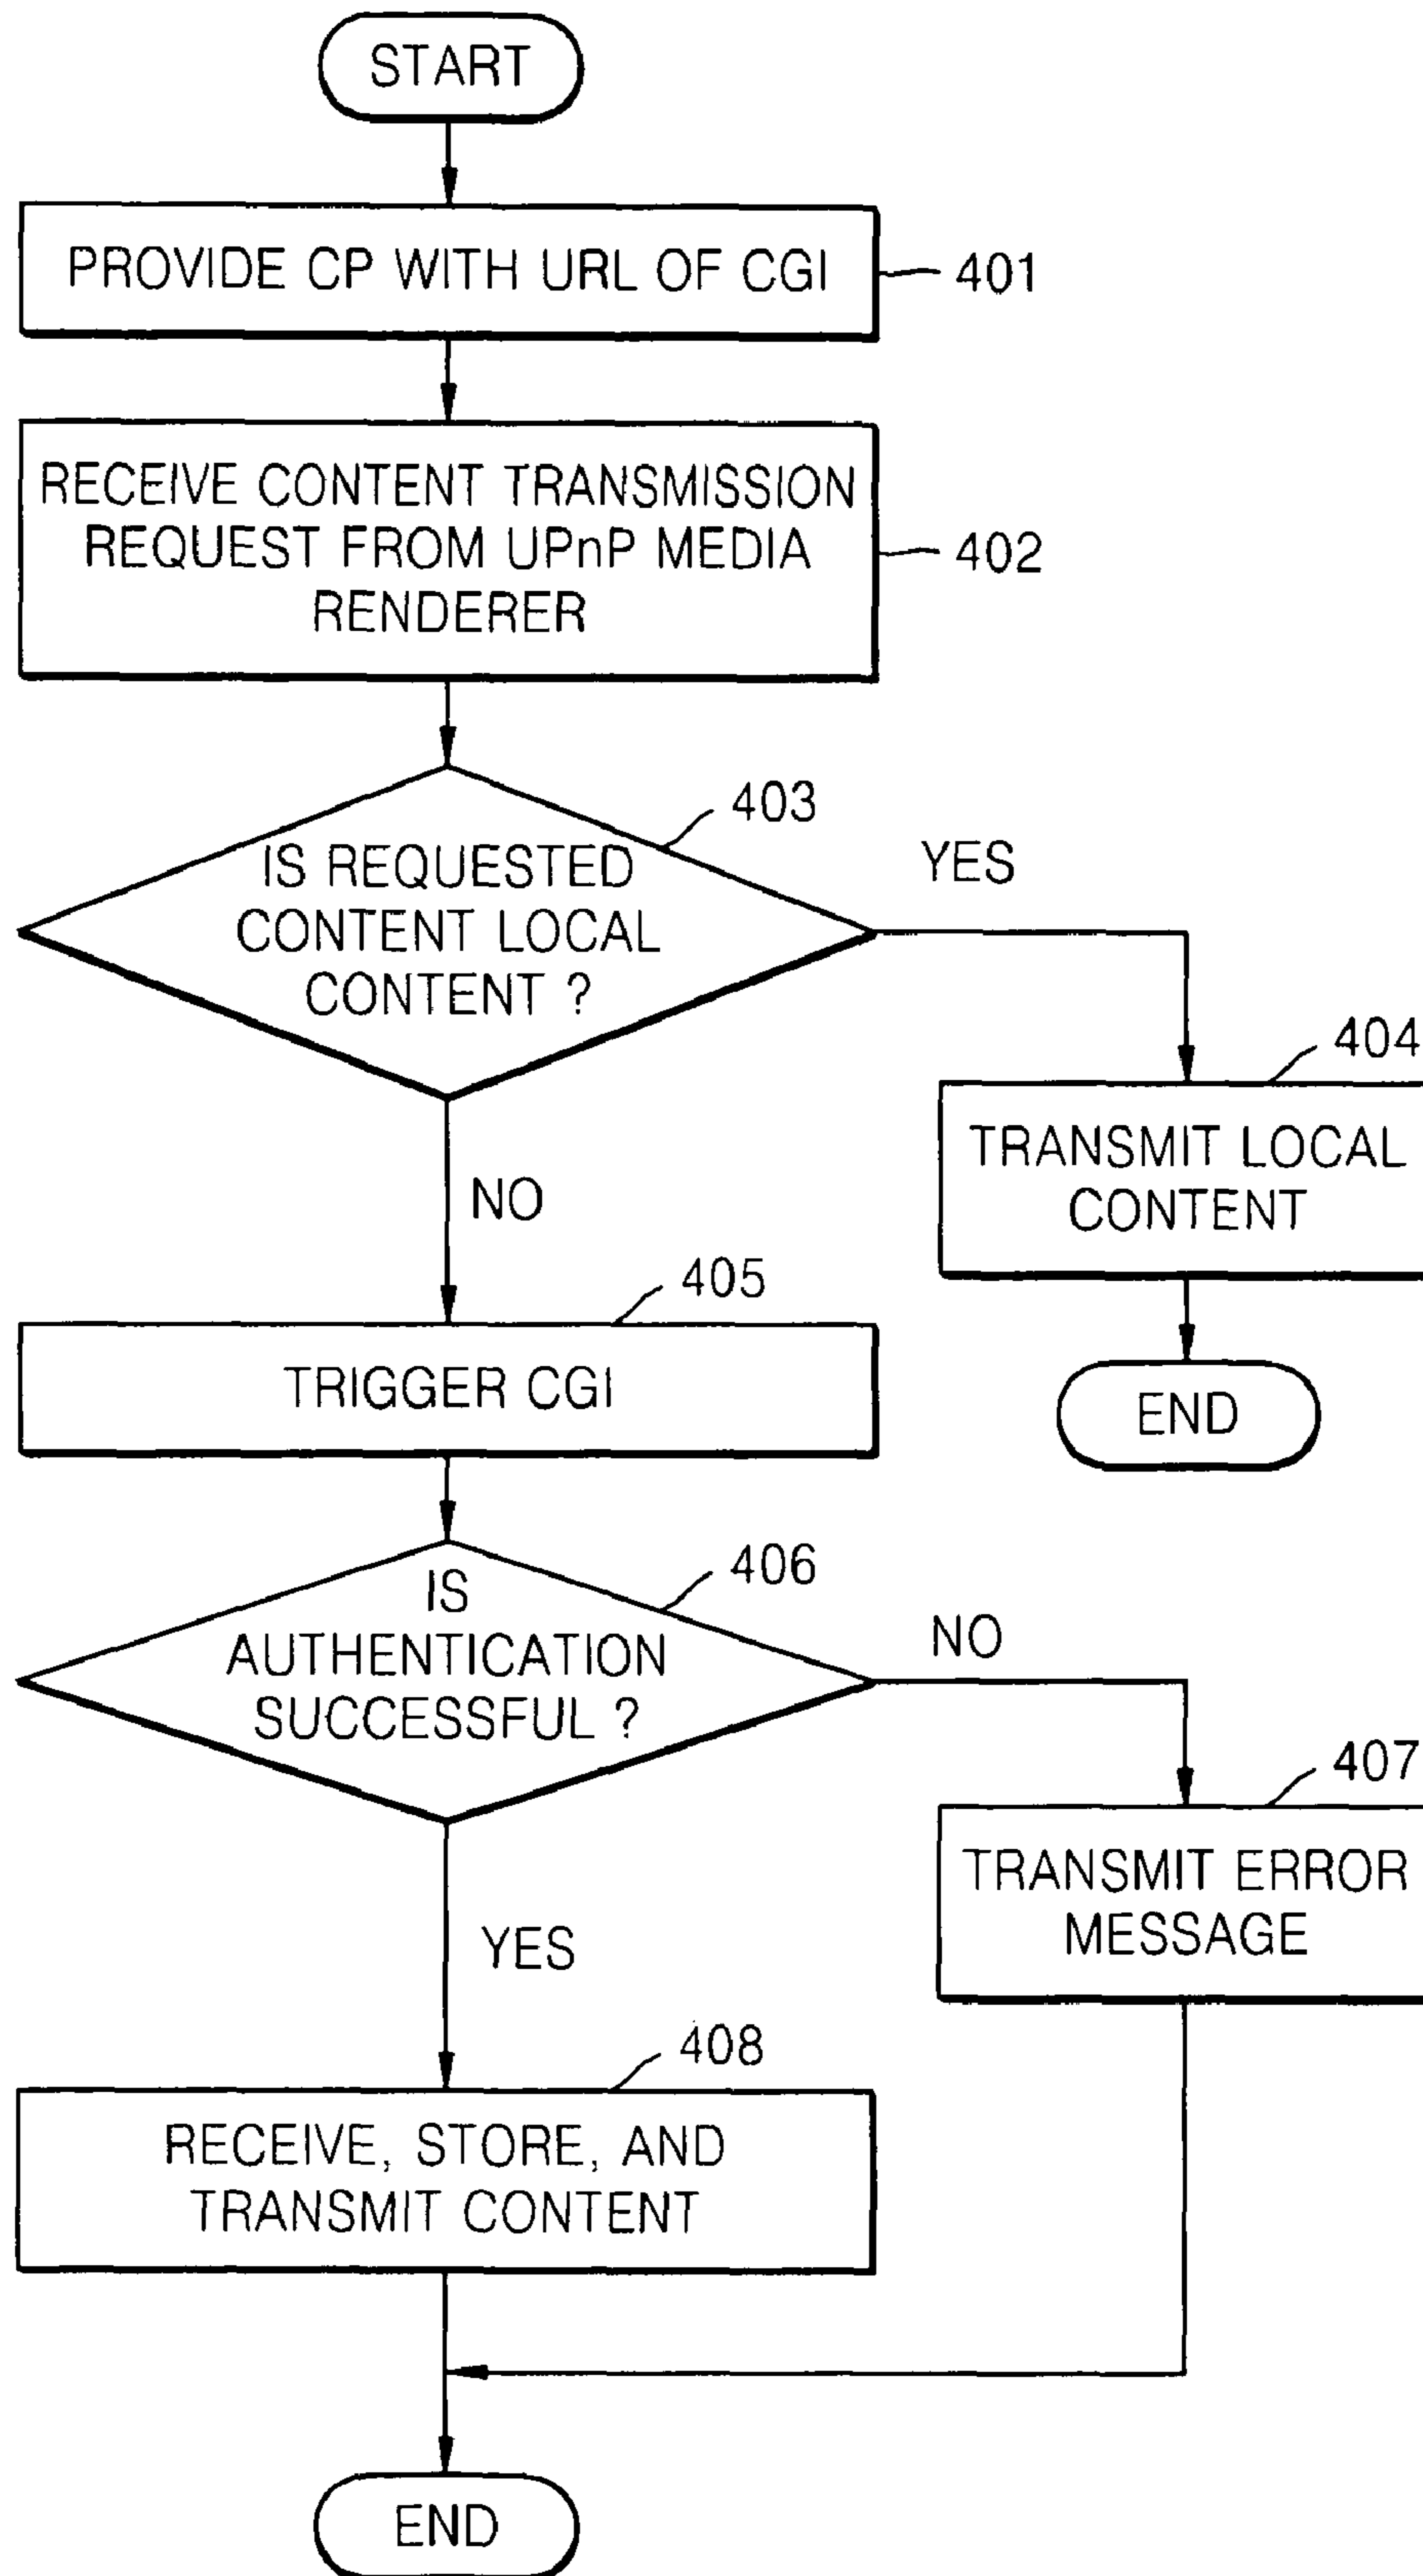 START
PROVIDE CP WITH URL OF CGI
401
RECEIVE CONTENT TRANSMISSION
REQUEST FROM UPnP MEDIA
RENDERER
402
403
IS REQUESTED
CONTENT LOCAL
CONTENT ?
YES
404
TRANSMIT LOCAL
CONTENT
END
NO
405
TRIGGER CGI
406
IS
AUTHENTICATION
SUCCESSFUL ?
NO
407
TRANSMIT ERROR
MESSAGE
YES
408
RECEIVE, STORE, AND
TRANSMIT CONTENT
END